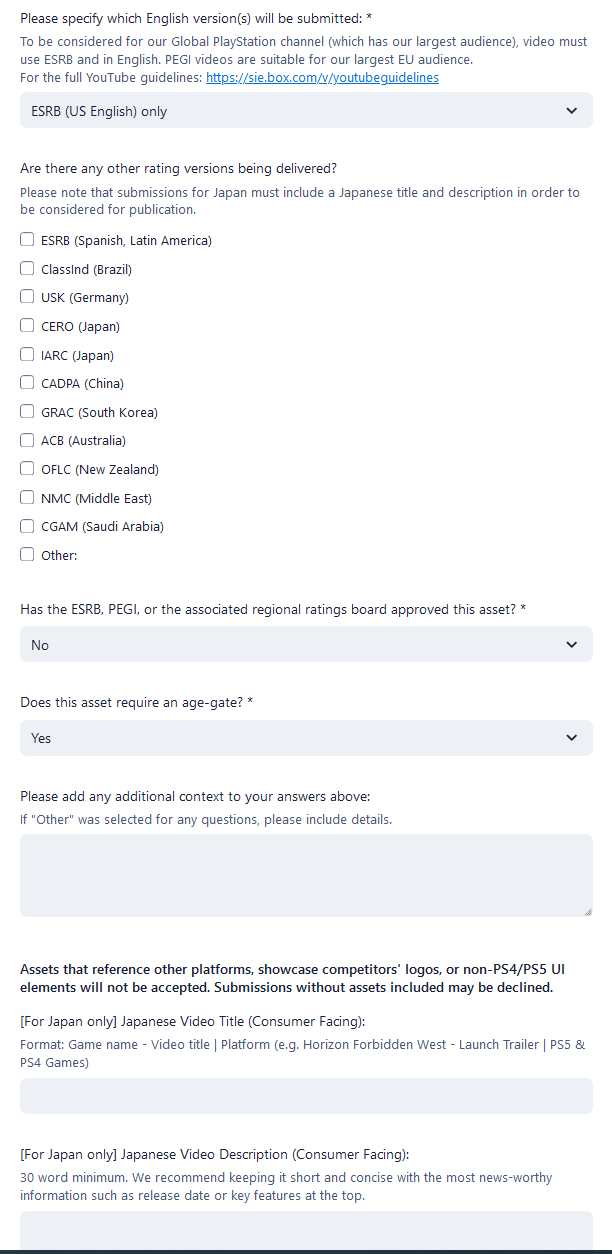 Please specify which English version(s) will be submitted: *
To be considered for our Global PlayStation channel (which has our largest audience), video must
use ESRB and in English. PEGI videos are suitable for our largest EU audience.
For the full YouTube guidelines: https://sie.box.com/v/youtubeguidelines
ESRB (US English) only
Are there any other rating versions being delivered?
Please note that submissions for Japan must include a Japanese title and description in order to
be considered for publication.
ESRB (Spanish, Latin America)
ClassInd (Brazil)
USK (Germany)
CERO (Japan)
IARC (Japan)
CADPA (China)
GRAC (South Korea)
ACB (Australia)
OFLC (New Zealand)
NMC (Middle East)
CGAM (Saudi Arabia)
Other:
Has the ESRB, PEGI, or the associated regional ratings board approved this asset? *
No
Does this asset require an age-gate? *
Yes
Please add any additional context to your answers above:
If "Other" was selected for any questions, please include details.
Assets that reference other platforms, showcase competitors' logos, or non-PS4/PS5 UI
elements will not be accepted. Submissions without assets included may be declined.
[For Japan only] Japanese Video Title (Consumer Facing):
Format: Game name - Video title | Platform (e.g. Horizon Forbidden West - Launch Trailer | PS5 &
PS4 Games)
[For Japan only] Japanese Video Description (Consumer Facing):
30 word minimum. We recommend keeping it short and concise with the most news-worthy
information such as release date or key features at the top.